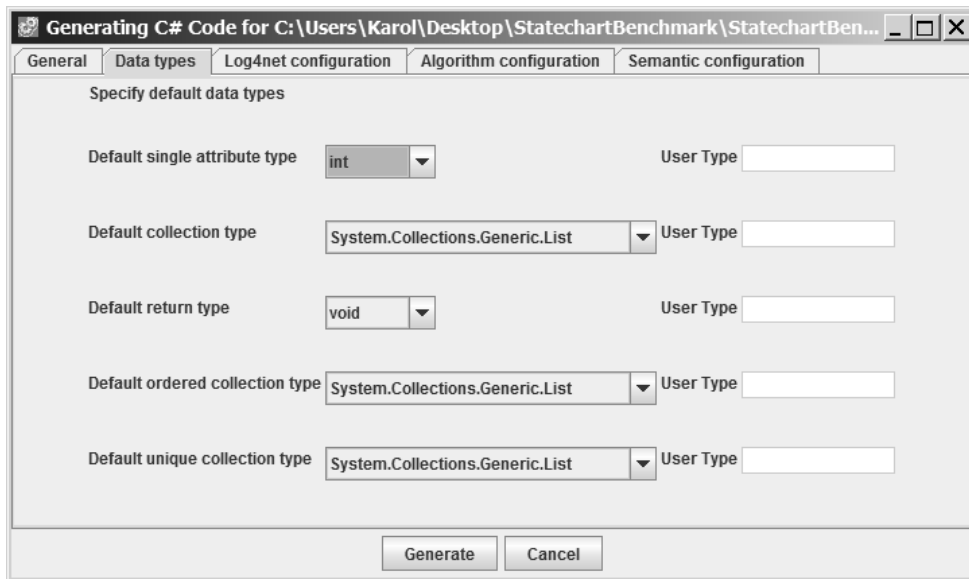 Generating C# Code for C:\Users\Karol\Desktop\StatechartBenchmark\StatechartBen...
General Data types Log4net configuration Algorithm configuration Semantic configuration
Specify default data types
Default single attribute type int User Type
Default collection type System.Collections.Generic.List User Type
Default return type void User Type
Default ordered collection type System.Collections.Generic.List User Type
Default unique collection type System.Collections.Generic.List User Type
Generate Cancel